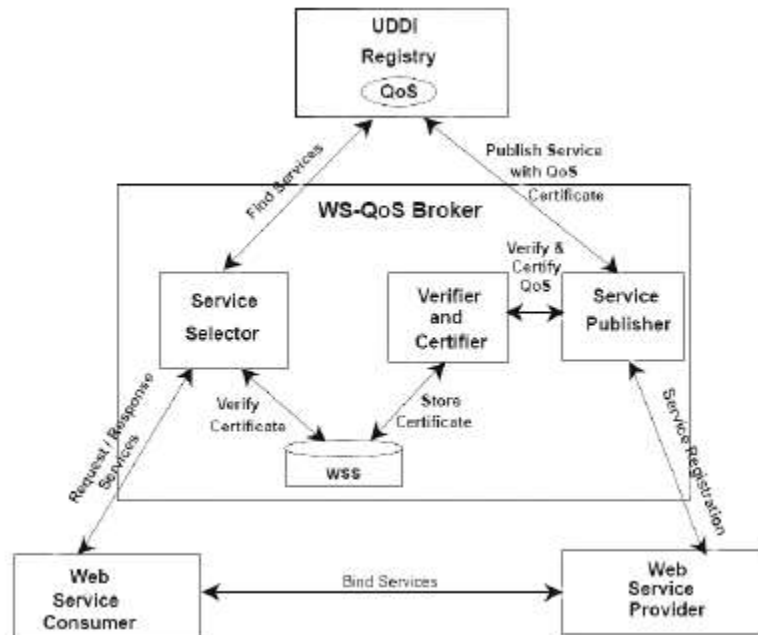 UDDI
Registry
QoS
Find Services
Publish Service
with QoS
Certificate
WS-QoS Broker
Verify &
Certify
QoS
Service
Selector
Verifier
and
Certifier
Service
Publisher
Verify
Certificate
Store
Certificate
wss
Request / Response
Services
Service Registration
Web
Service
Consumer
Bind Services
Web
Service
Provider